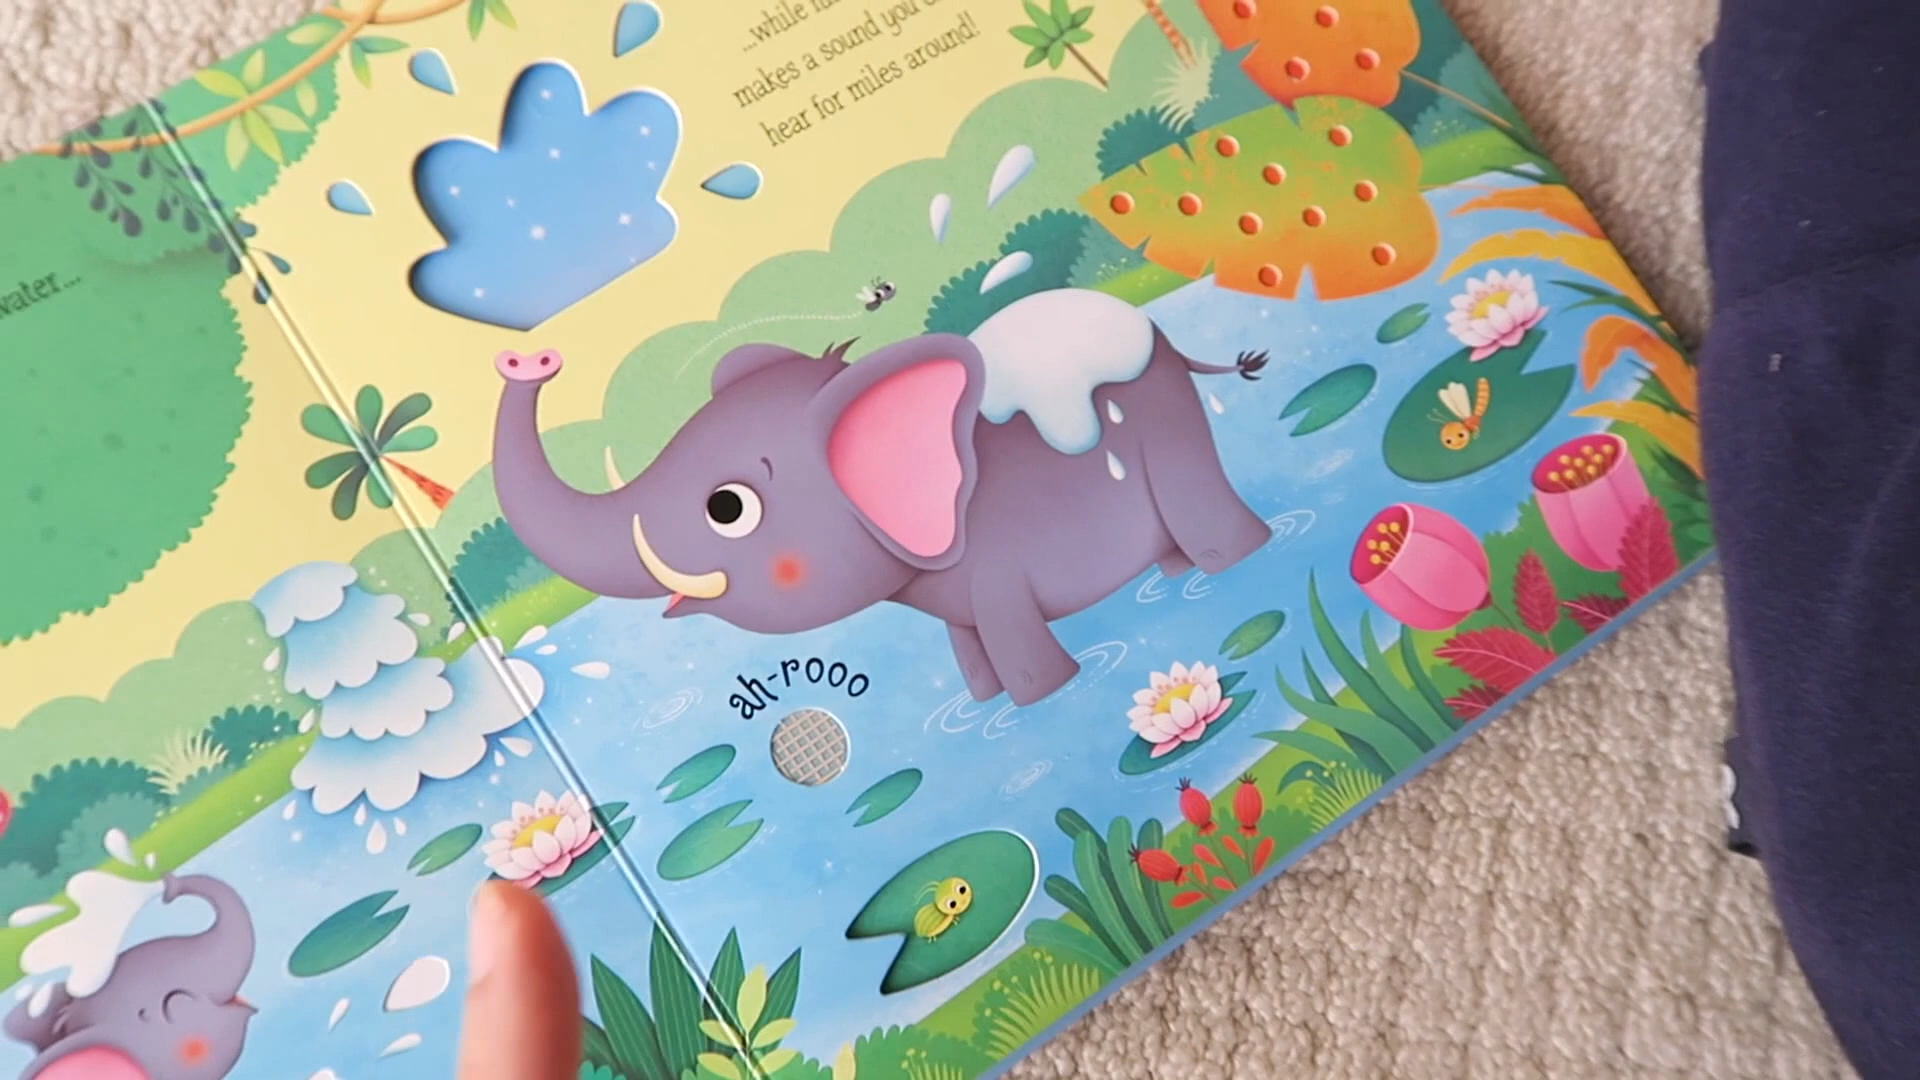 water...
...while
makes a sound you
hear for miles around!
ah-rooo